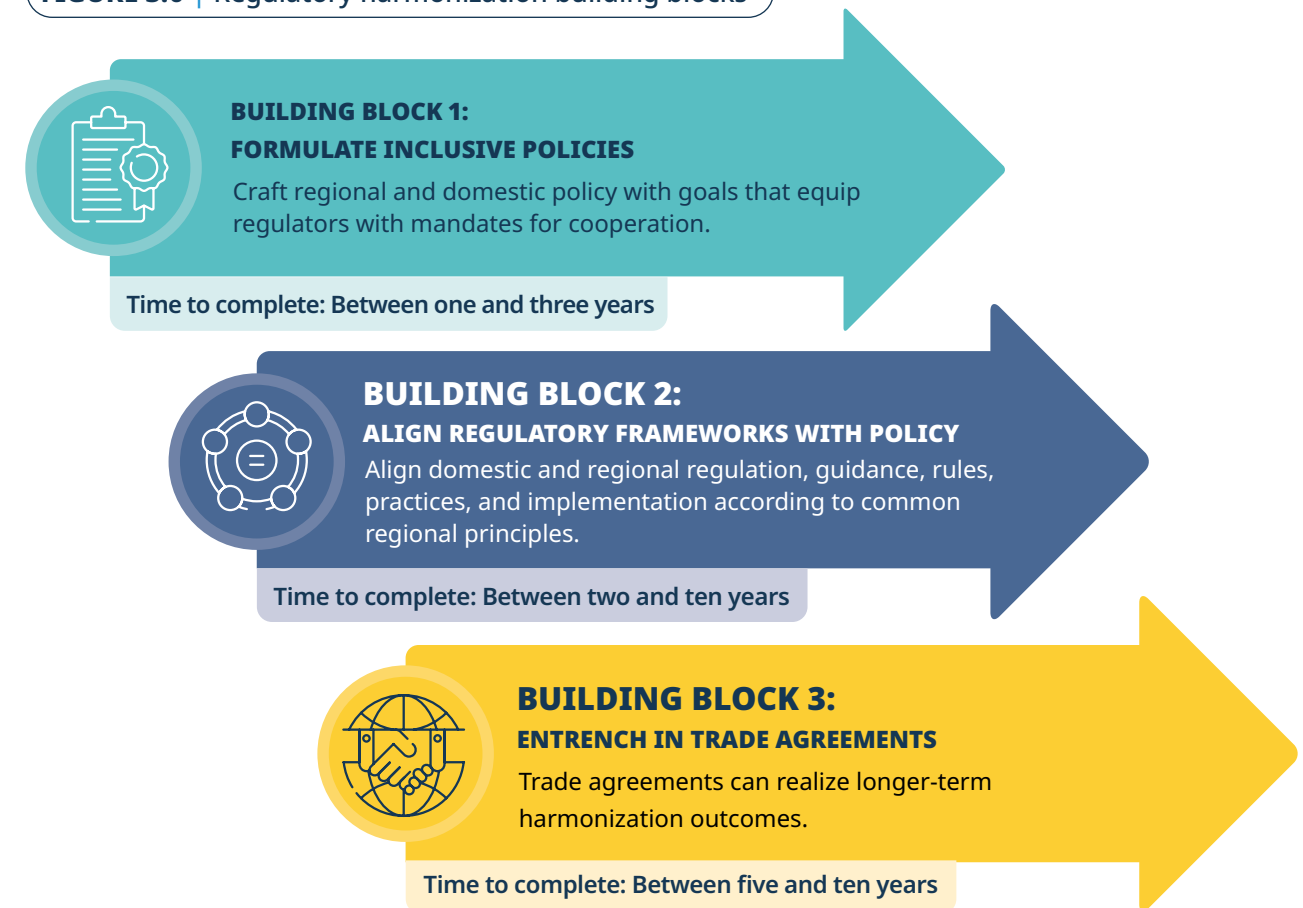 FIGURE 3.6 | Regulatory harmonization building blocks
BUILDING BLOCK 1:
FORMULATE INCLUSIVE POLICIES
Craft regional and domestic policy with goals that equip
regulators with mandates for cooperation.
Time to complete: Between one and three years
BUILDING BLOCK 2:
ALIGN REGULATORY FRAMEWORKS WITH POLICY
Align domestic and regional regulation, guidance, rules,
practices, and implementation according to common
regional principles.
Time to complete: Between two and ten years
BUILDING BLOCK 3:
ENTRENCH IN TRADE AGREEMENTS
Trade agreements can realize longer-term
harmonization outcomes.
Time to complete: Between five and ten years